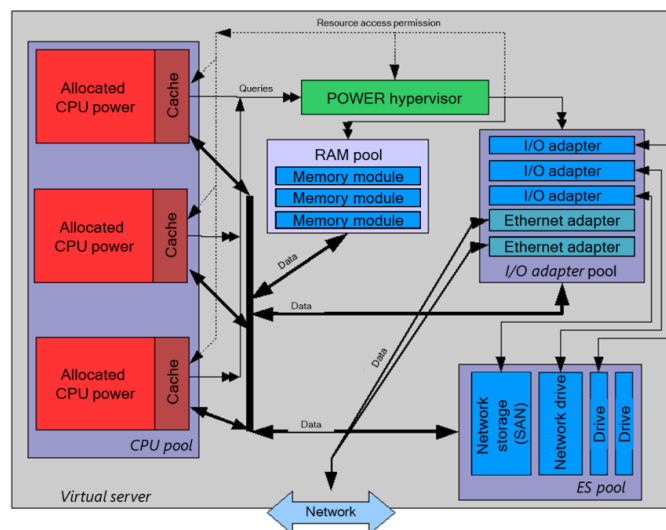 Resource access permission
Allocated
CPU power
Cache
Queries
POWER hypervisor
RAM pool
Memory module
Memory module
Memory module
I/O adapter
I/O adapter
I/O adapter
Ethernet adapter
Ethernet adapter
I/O adapter pool
Allocated
CPU power
Cache
Data
Data
Data
Allocated
CPU power
Cache
CPU pool
Data
Network
storage
(SAN)
Network drive
Drive
Drive
ES pool
Virtual server
Network